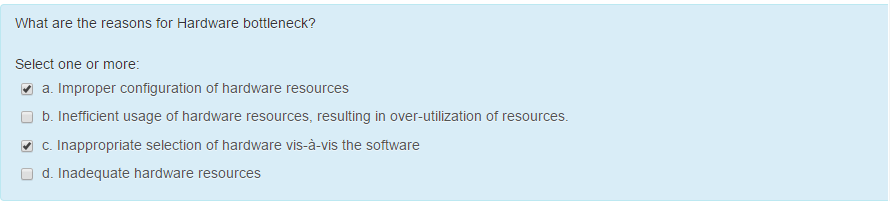 What are the reasons for Hardware bottleneck?
Select one or more:
a. Improper configuration of hardware resources
b. Inefficient usage of hardware resources, resulting in over-utilization of resources.
c. Inappropriate selection of hardware vis-à-vis the software
d. Inadequate hardware resources